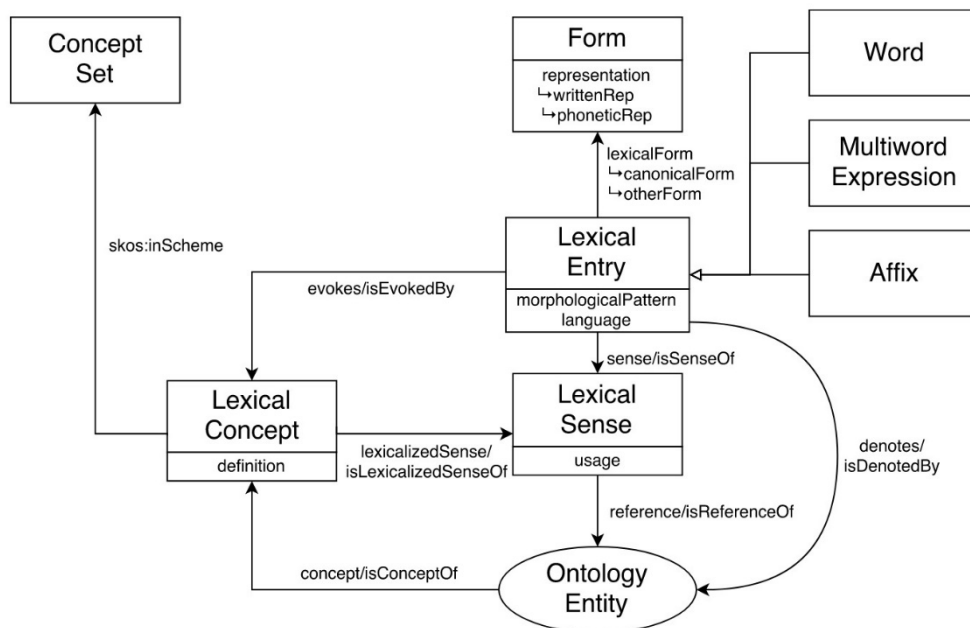 Concept
Set
Form
representation
↳writtenRep
↳phoneticRep
Word
Multiword
Expression
Affix
lexicalForm
↳canonicalForm
↳otherForm
Lexical
Entry
morphologicalPattern
language
skos:inScheme
evokes/isEvokedBy
sense/isSenseOf
Lexical
Concept
definition
lexicalizedSense/
isLexicalizedSenseOf
Lexical
Sense
usage
denotes/
isDenotedBy
reference/isReferenceOf
concept/isConceptOf
Ontology
Entity